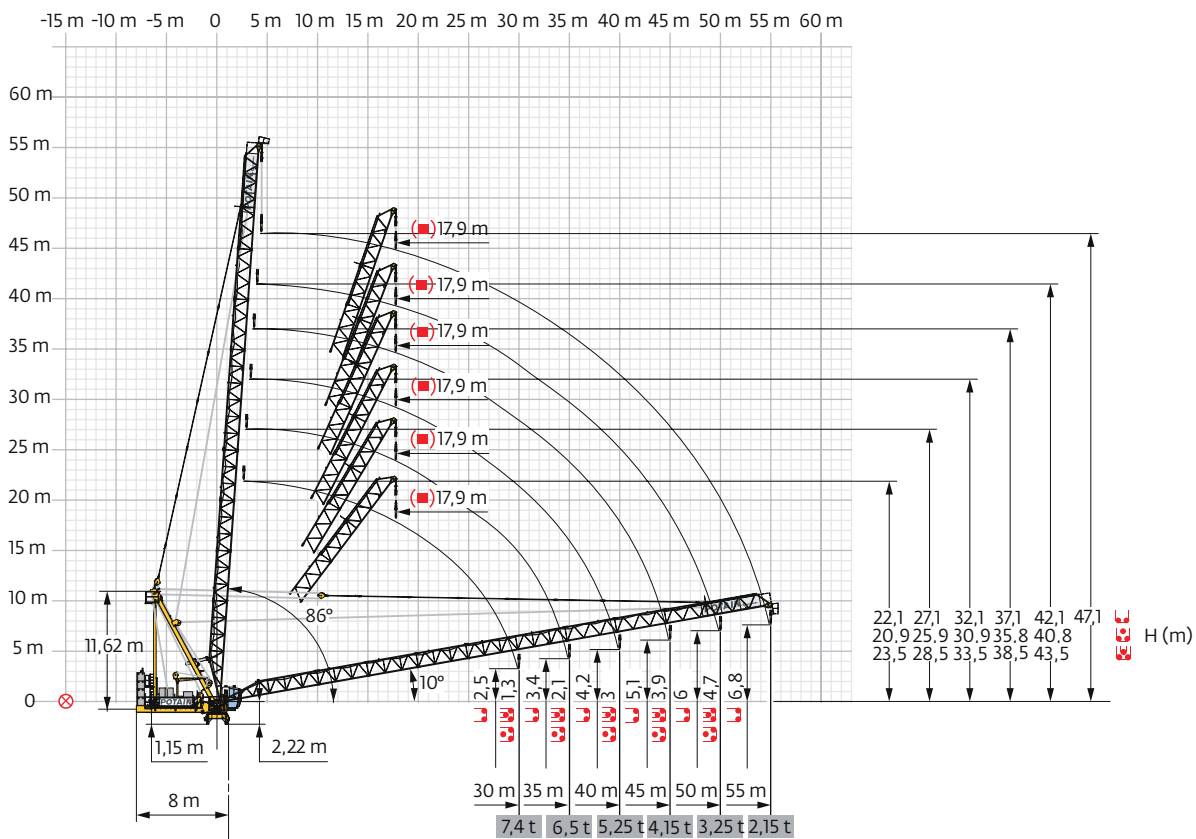 -15 m -10 m -5 m 0 5 m 10 m 15 m 20 m 25 m 30 m 35 m 40 m 45 m 50 m 55 m 60 m
60 m
55 m
50 m
45 m
40 m
35 m
30 m
25 m
20 m
15 m
10 m
5 m
0
17,9 m
17,9 m
17,9 m
17,9 m
17,9 m
17,9 m
86°
10°
11,62 m
POTAIN
1,15 m
2,22 m
8 m
22,1 27,1 32,1 37,1 42,1 47,1
20,9 25,9 30,9 35,8 40,8
23,5 28,5 33,5 38,5 43,5
H (m)
2,5 1,3 3,4 2,1 4,2 3 5,1 3,9 6 4,7 6,8
30 m 35 m 40 m 45 m 50 m 55 m
7,4 t 6,5 t 5,25 t 4,15 t 3,25 t 2,15 t